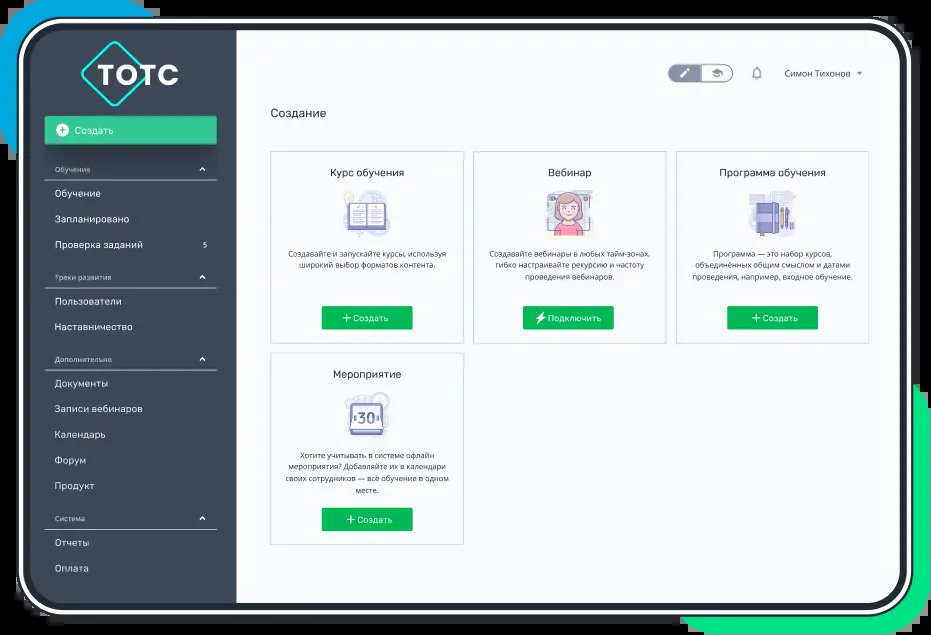 ТОТС
Создать
Обучение
Обучение
Запланировано
Проверка заданий 5
Треки развития
Пользователи
Наставничество
Дополнительно
Документы
Записи вебинаров
Календарь
Форум
Продукт
Система
Отчеты
Оплата
Симон Тихонов
Создание
Курс обучения
Создавайте и запускайте курсы, используя
широкий выбор форматов контента.
Создать
Вебинар
Создавайте вебинары в любых тайм-зонах,
гибко настраивайте рекурсию и частоту
проведения вебинаров.
Подключить
Программа обучения
Программа — это набор курсов,
объединённых общим смыслом и датами
проведения, например, входное обучение.
Создать
Мероприятие
30
Хотите учитывать в системе офлайн
мероприятия? Добавляйте их в календари
своих сотрудников — всё обучение в одном
месте.
Создать